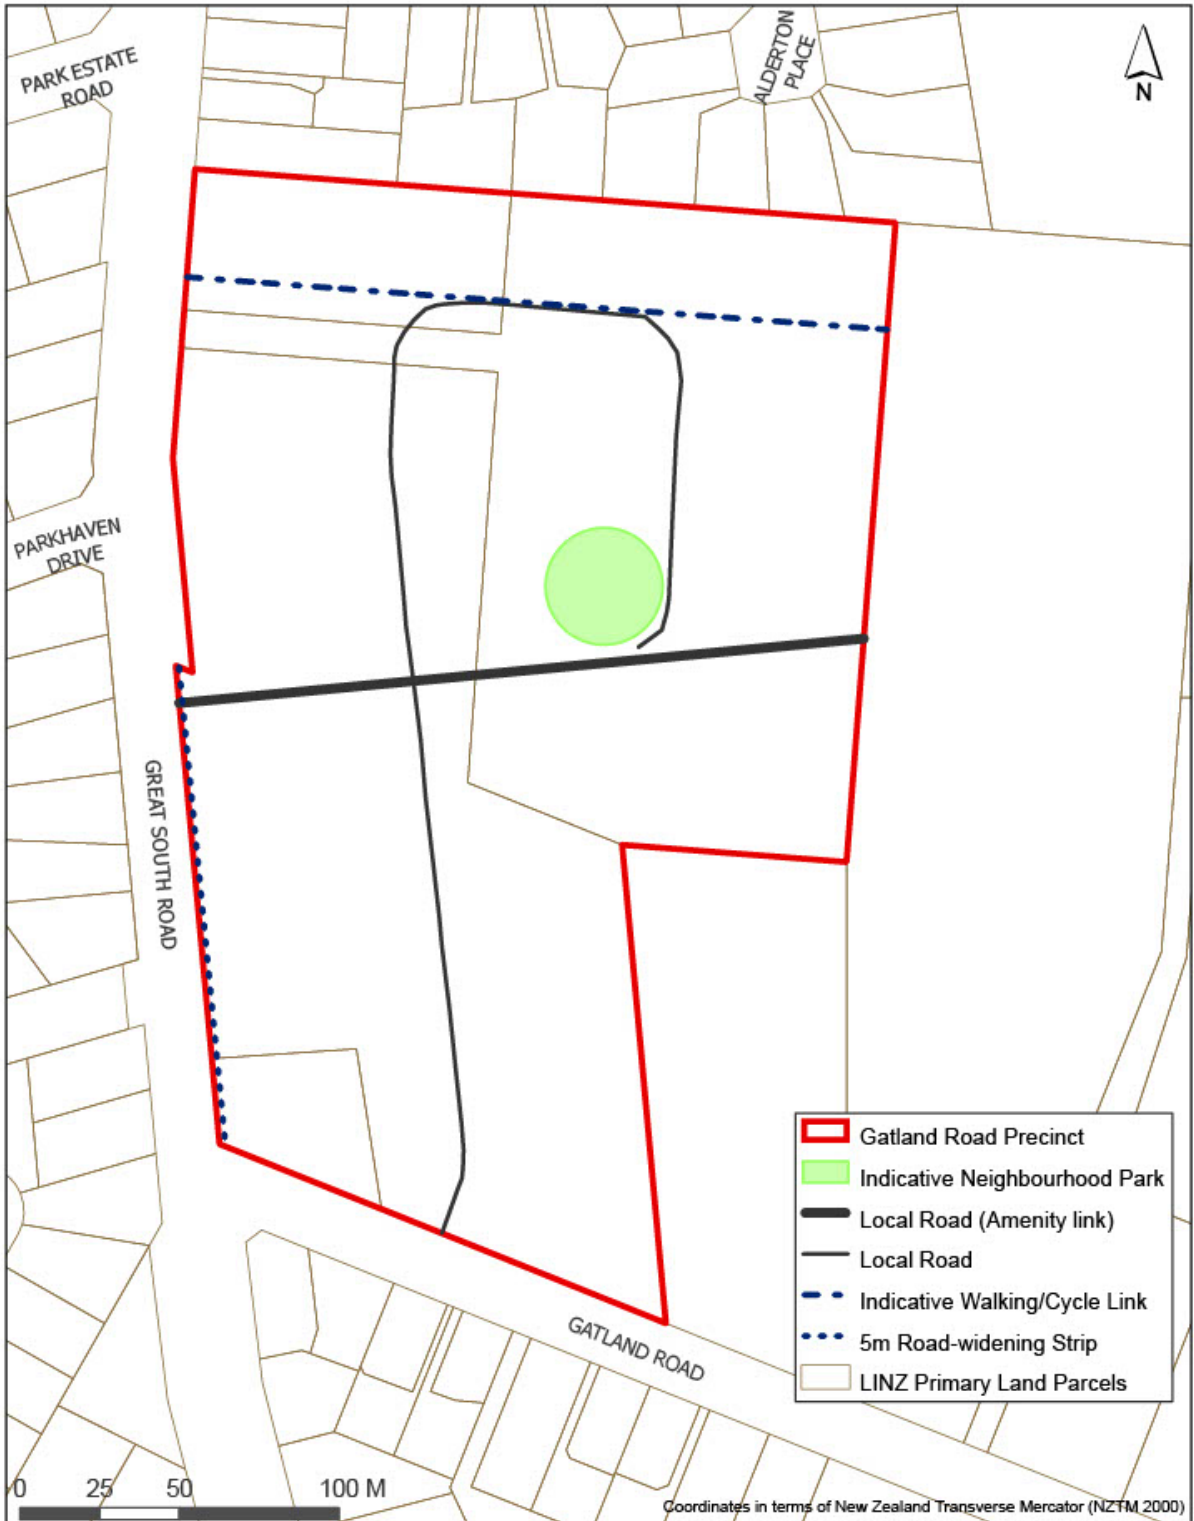 PARK ESTATE
ROAD
ALDERTON
PLACE
N
PARKHAVEN
DRIVE
GREAT SOUTH ROAD
GATLAND ROAD
Gatland Road Precinct
Indicative Neighbourhood Park
Local Road (Amenity link)
Local Road
Indicative Walking/Cycle Link
5m Road-widening Strip
LINZ Primary Land Parcels
0 25 50 100 M
Coordinates in terms of New Zealand Transverse Mercator (NZTM 2000)